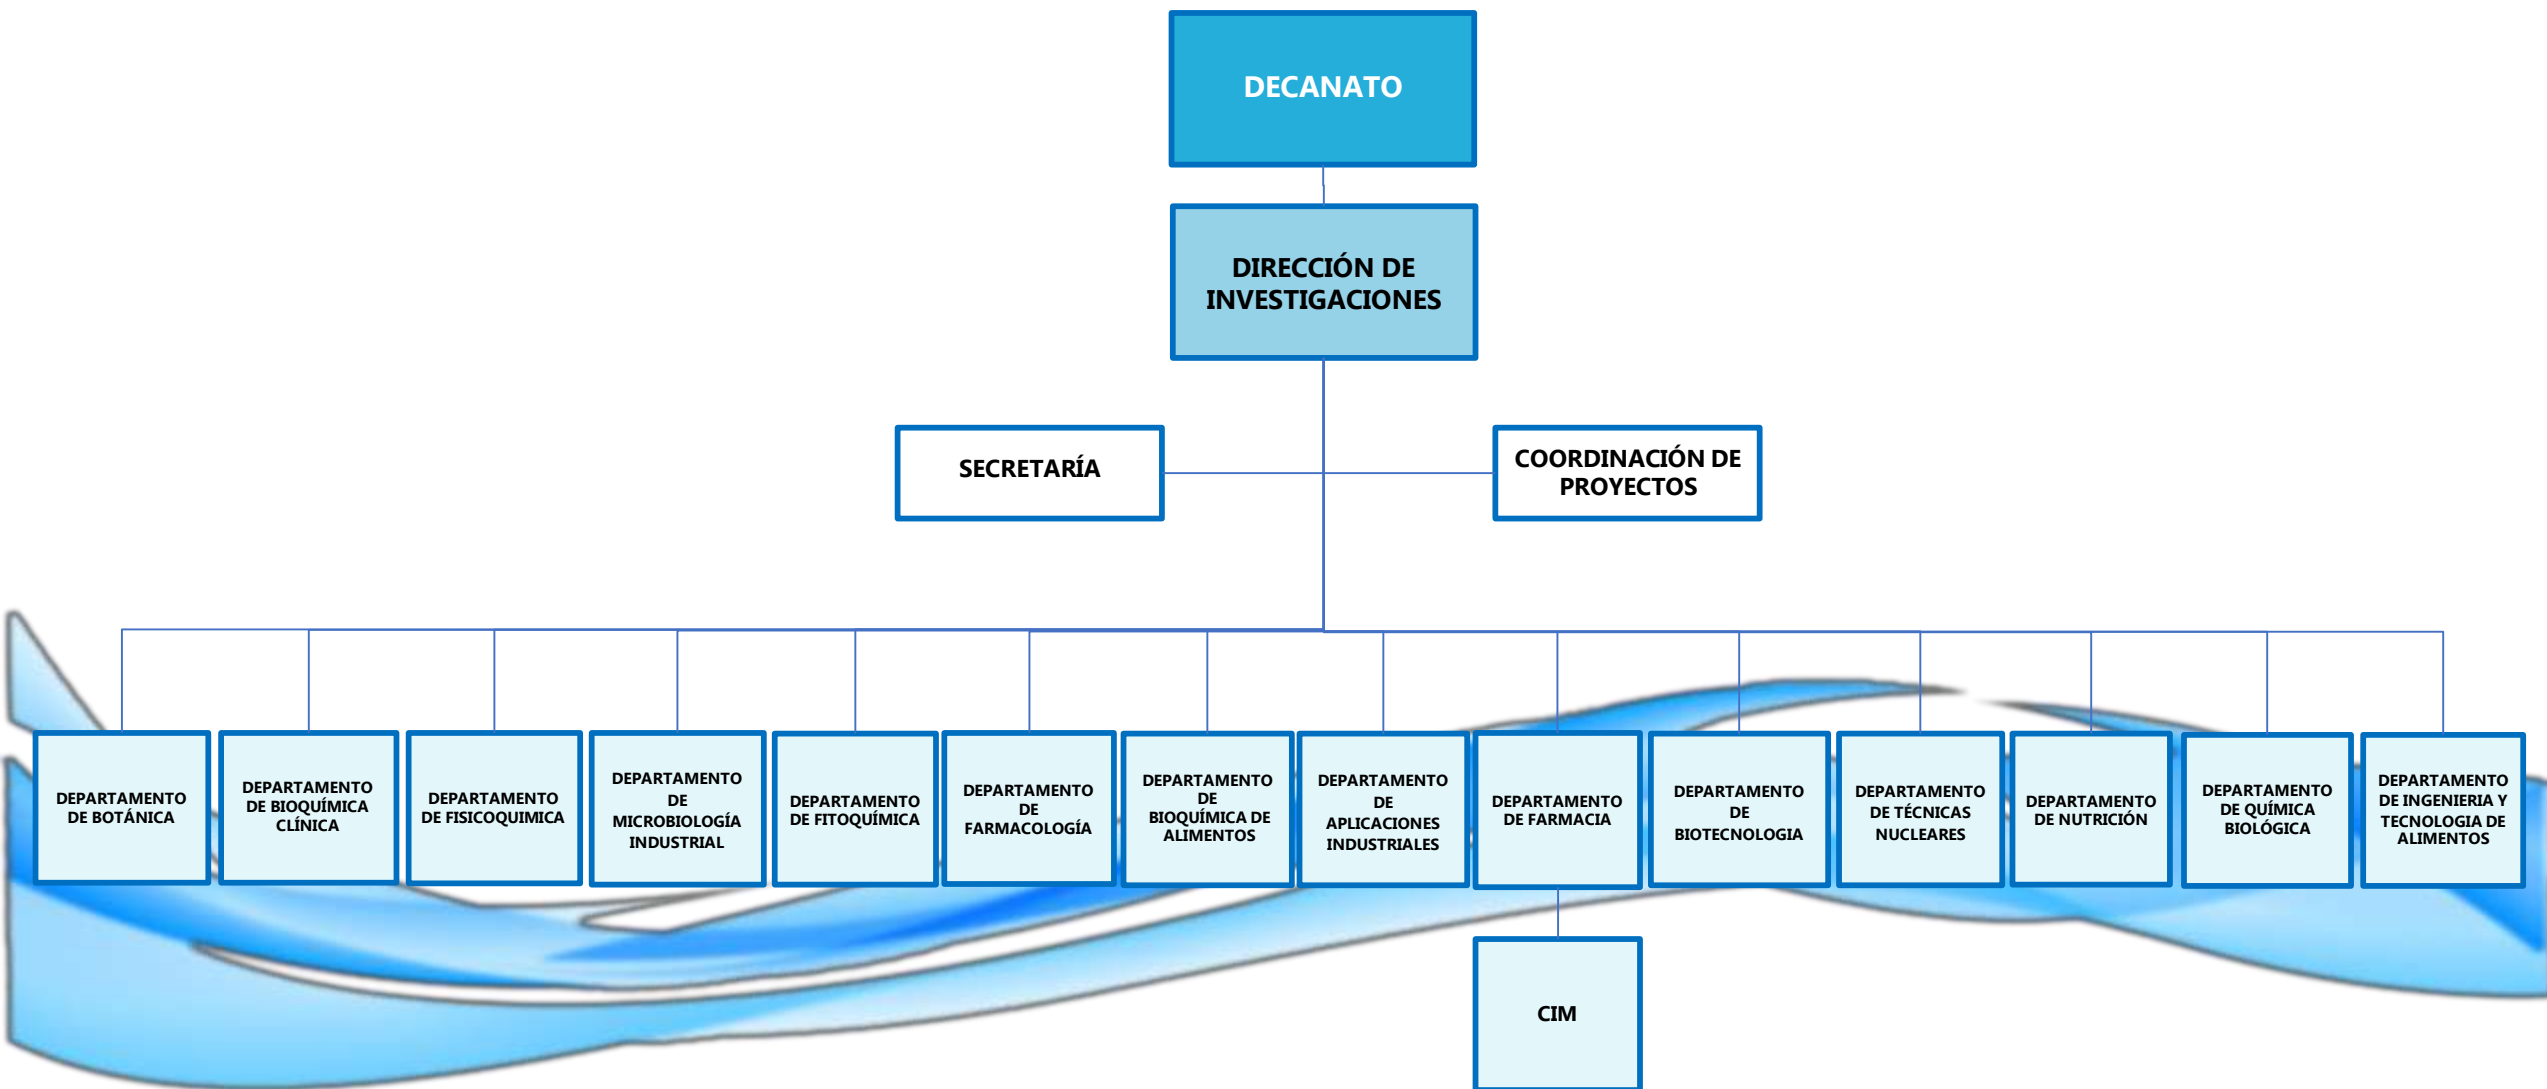 DECANATO
DIRECCIÓN DE
INVESTIGACIONES
SECRETARÍA
COORDINACIÓN DE
PROYECTOS
DEPARTAMENTO
DE BOTÁNICA
DEPARTAMENTO
DE BIOQUÍMICA
CLÍNICA
DEPARTAMENTO
DE FISICOQUIMICA
DEPARTAMENTO
DE
MICROBIOLOGÍA
INDUSTRIAL
DEPARTAMENTO
DE FITOQUÍMICA
DEPARTAMENTO
DE
FARMACOLOGÍA
DEPARTAMENTO
DE
BIOQUÍMICA DE
ALIMENTOS
DEPARTAMENTO
DE
APLICACIONES
INDUSTRIALES
DEPARTAMENTO
DE FARMACIA
DEPARTAMENTO
DE
BIOTECNOLOGIA
DEPARTAMENTO
DE TÉCNICAS
NUCLEARES
DEPARTAMENTO
DE NUTRICIÓN
DEPARTAMENTO
DE QUÍMICA
BIOLÓGICA
DEPARTAMENTO
DE INGENIERIA Y
TECNOLOGIA DE
ALIMENTOS
CIM